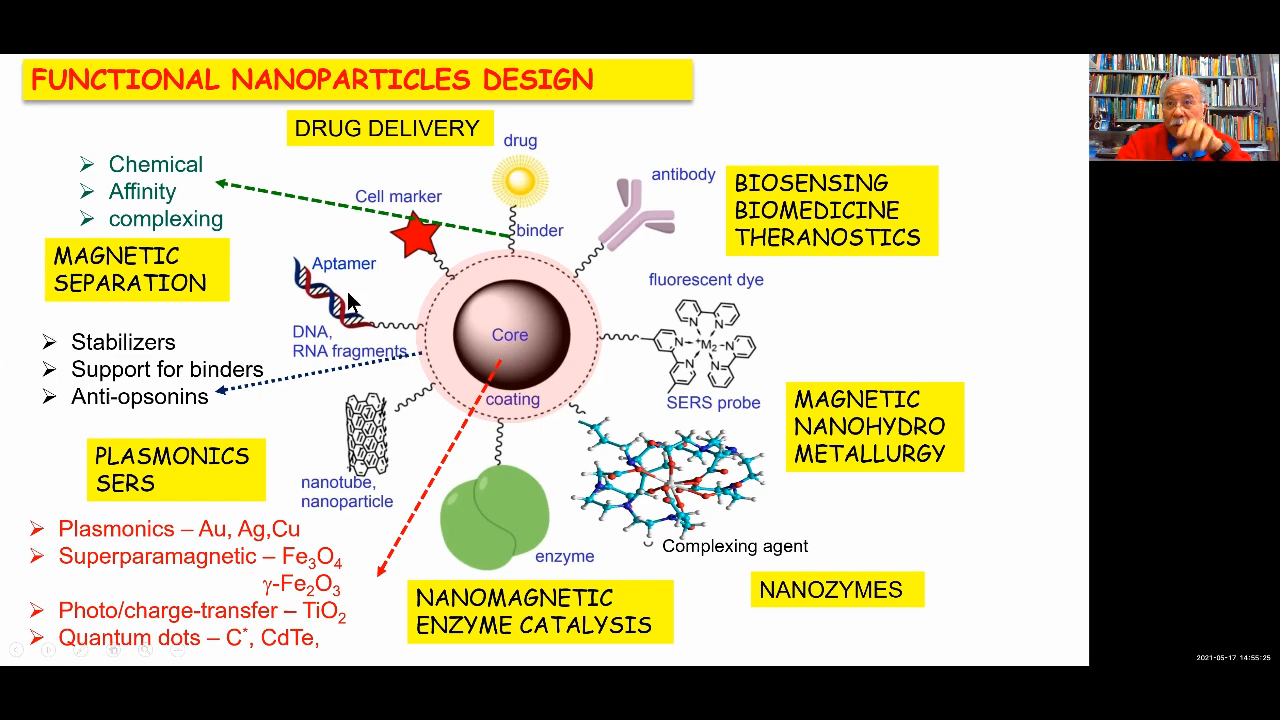 FUNCTIONAL NANOPARTICLES DESIGN
DRUG DELIVERY
drug
Chemical
Affinity
complexing
Cell marker
antibody
binder
BIOSENSING
BIOMEDICINE
THERANOSTICS
MAGNETIC
SEPARATION
Aptamer
fluorescent dye
DNA,
RNA fragments
Core
N
N
N
N
N
N
+M2
Stabilizers
Support for binders
Anti-opsonins
coating
SERS probe
MAGNETIC
NANOHYDRO
METALLURGY
PLASMONICS
SERS
nanotube,
nanoparticle
Plasmonics – Au, Ag,Cu
Superparamagnetic – Fe3O4
γ-Fe2O3
Photo/charge-transfer – TiO2
Quantum dots – C*, CdTe,
enzyme
Complexing agent
NANOMAGNETIC
ENZYME CATALYSIS
NANOZYMES
2021-05-17 14:55:25